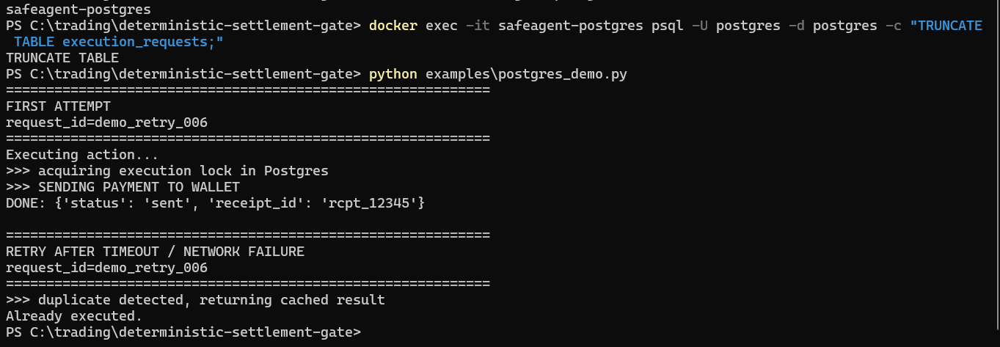 safeagent-postgres
PS C:\trading\deterministic-settlement-gate> docker exec -it safeagent-postgres psql -U postgres -d postgres -c "TRUNCATE
TABLE execution_requests;"
TRUNCATE TABLE
PS C:\trading\deterministic-settlement-gate> python examples\postgres_demo.py
============================================================
FIRST ATTEMPT
request_id=demo_retry_006
============================================================
Executing action...
>>> acquiring execution lock in Postgres
>>> SENDING PAYMENT TO WALLET
DONE: {'status': 'sent', 'receipt_id': 'rcpt_12345'}
============================================================
RETRY AFTER TIMEOUT / NETWORK FAILURE
request_id=demo_retry_006
============================================================
>>> duplicate detected, returning cached result
Already executed.
PS C:\trading\deterministic-settlement-gate>